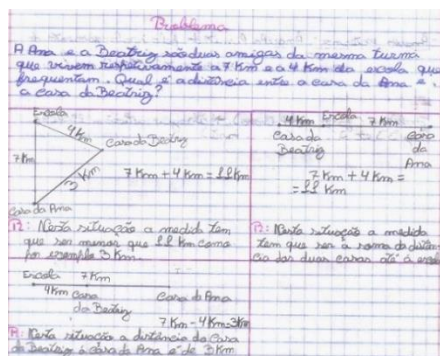 Problema
A Ana e a Beatriz são duas amigas da mesma turma
que vivem respetivamente a 7 Km e a 4 Km da escola que
frequentam. Qual é a distância entre a casa da Ana e
a casa da Beatriz?
Escola
4 Km
Casa da Beatriz
7 Km
3 Km
7 Km + 4 Km = 11 Km
Casa da Ana
R: Nesta situação a medida tem
que ser menor que 11 Km como
por exemplo 3 Km.
4 Km Escola 7 Km
Casa da Beatriz
Casa da Ana
7 Km + 4 Km =
= 11 Km
R: Nesta situação a medida
tem que ser a soma da distân-
cia das duas casas até à escola
Escola 7 Km
4 Km Casa da Beatriz
Casa da Ana
7 Km - 4 Km = 3 Km
R: Nesta situação a distância da Casa
da Beatriz à casa da Ana é de 3 Km